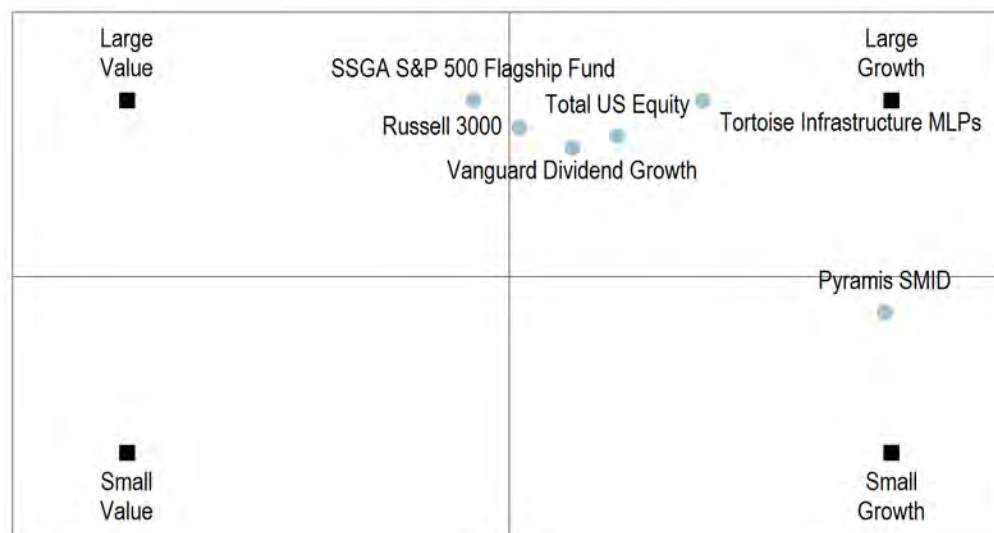 Large
Value
Large
Growth
SSGA S&P 500 Flagship Fund
Total US Equity
Russell 3000
Tortoise Infrastructure MLPs
Vanguard Dividend Growth
Pyramis SMID
Small
Value
Small
Growth